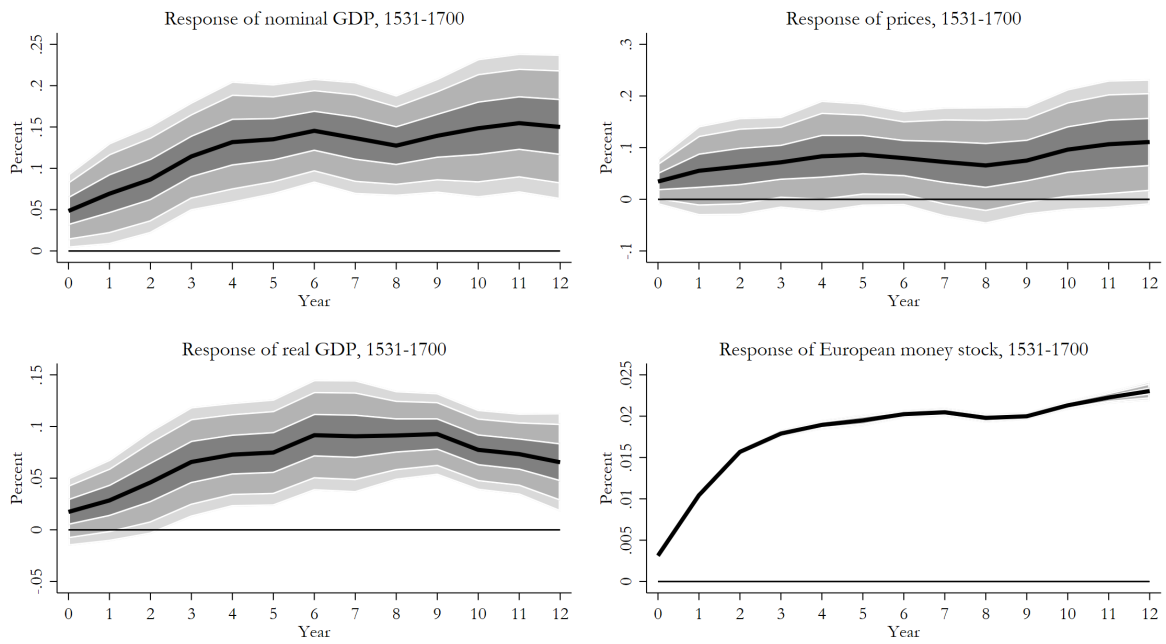 Response of nominal GDP, 1531-1700
Percent
.25
.2
.15
.1
.05
0
0 1 2 3 4 5 6 7 8 9 10 11 12
Year
Response of prices, 1531-1700
Percent
.3
.2
.1
0
-.1
0 1 2 3 4 5 6 7 8 9 10 11 12
Year
Response of real GDP, 1531-1700
Percent
.15
.1
.05
0
-.05
0 1 2 3 4 5 6 7 8 9 10 11 12
Year
Response of European money stock, 1531-1700
Percent
.025
.02
.015
.01
.005
0
0 1 2 3 4 5 6 7 8 9 10 11 12
Year